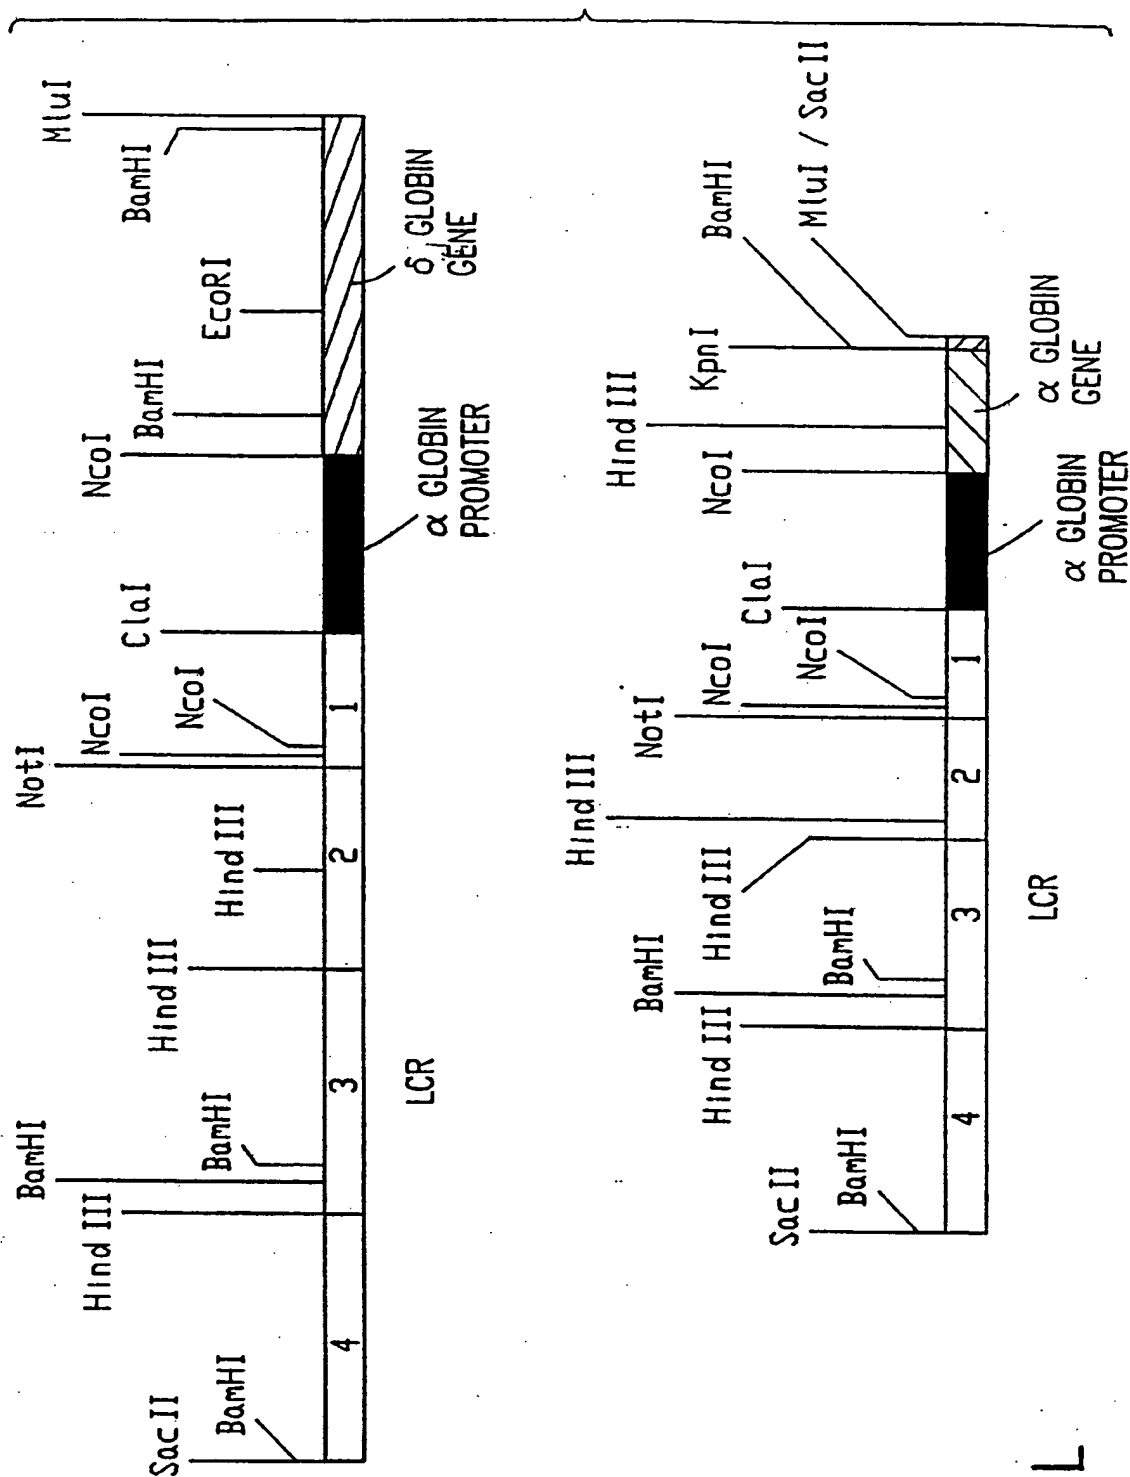 SacII
BamHI
HindIII
BamHI
BamHI
HindIII
HindIII
NotI
NcoI
NcoI
ClaI
NcoI
BamHI
EcoRI
BamHI
MluI
4
3
2
1
LCR
α GLOBIN
PROMOTER
δ GLOBIN
GENE
SacII
BamHI
HindIII
BamHI
BamHI
HindIII
HindIII
NotI
NcoI
NcoI
ClaI
NcoI
HindIII
KpnI
BamHI
MluI / SacII
4
3
2
1
LCR
α GLOBIN
PROMOTER
α GLOBIN
GENE